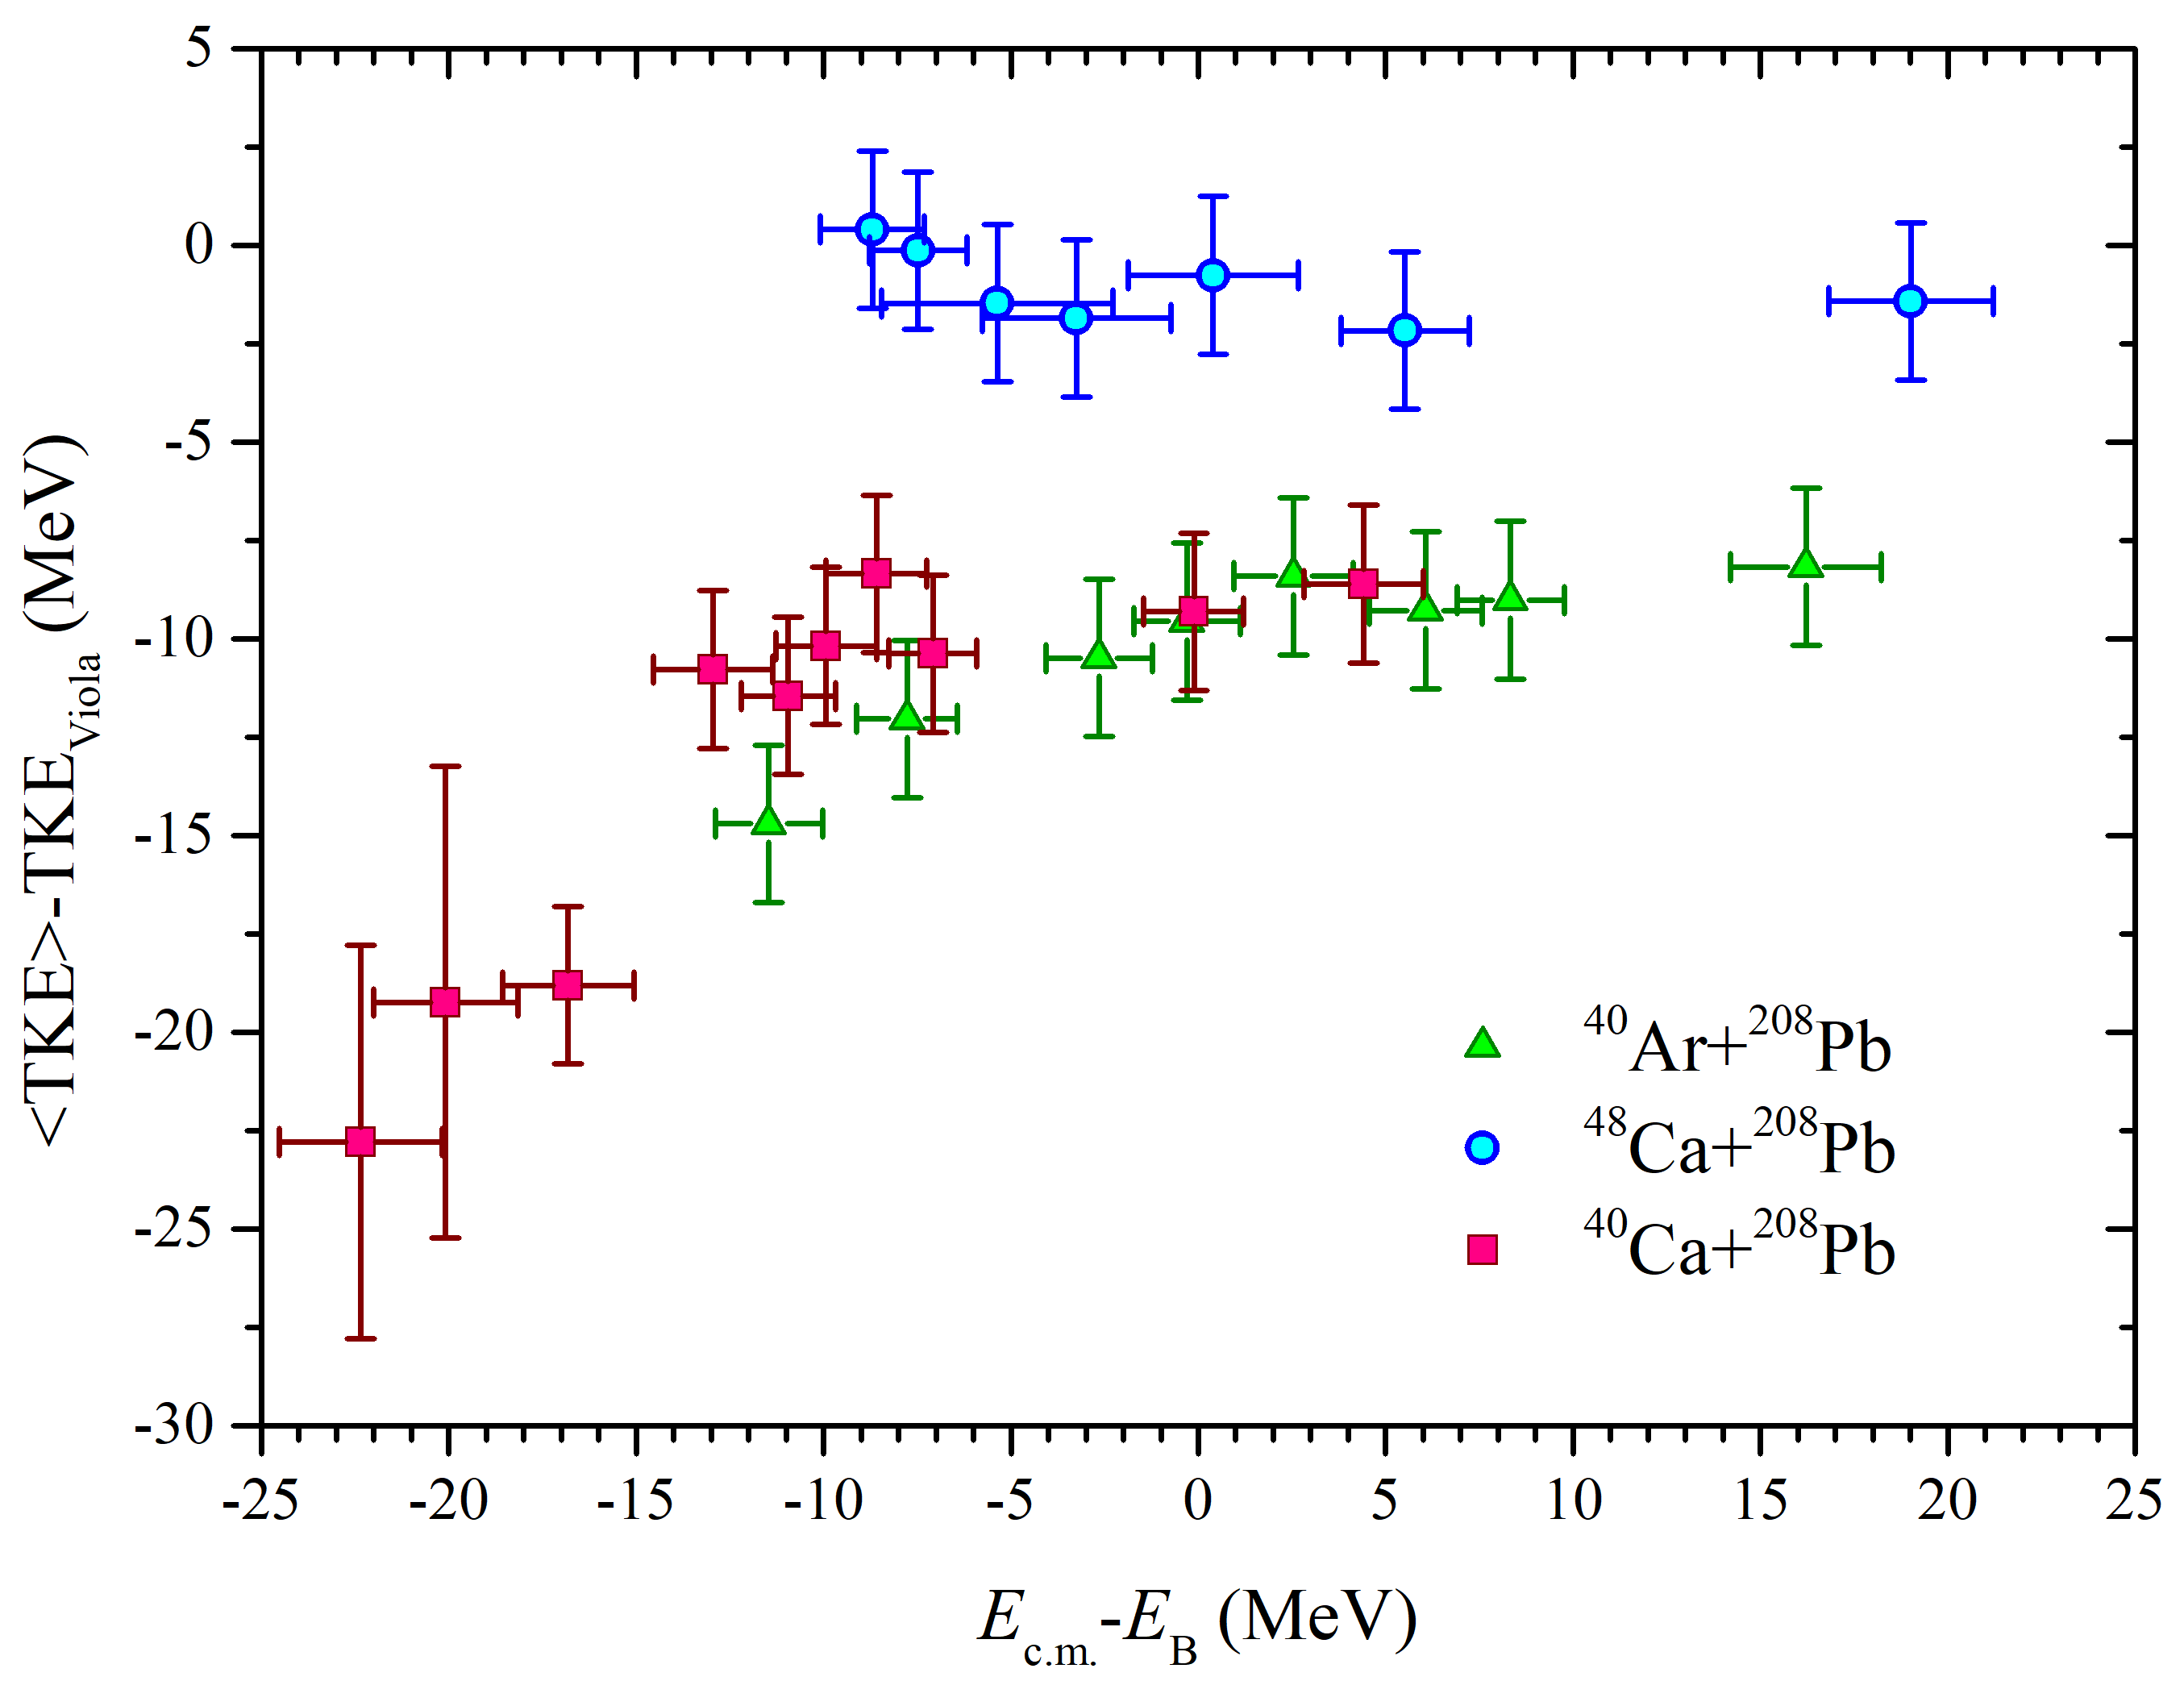 5
0
-5
-10
-15
-20
-25
-30
<TKE>-TKE_Viola (MeV)
⁴⁰Ar+²⁰⁸Pb
⁴⁸Ca+²⁰⁸Pb
⁴⁰Ca+²⁰⁸Pb
-25 -20 -15 -10 -5 0 5 10 15 20 25
E_c.m.-E_B (MeV)